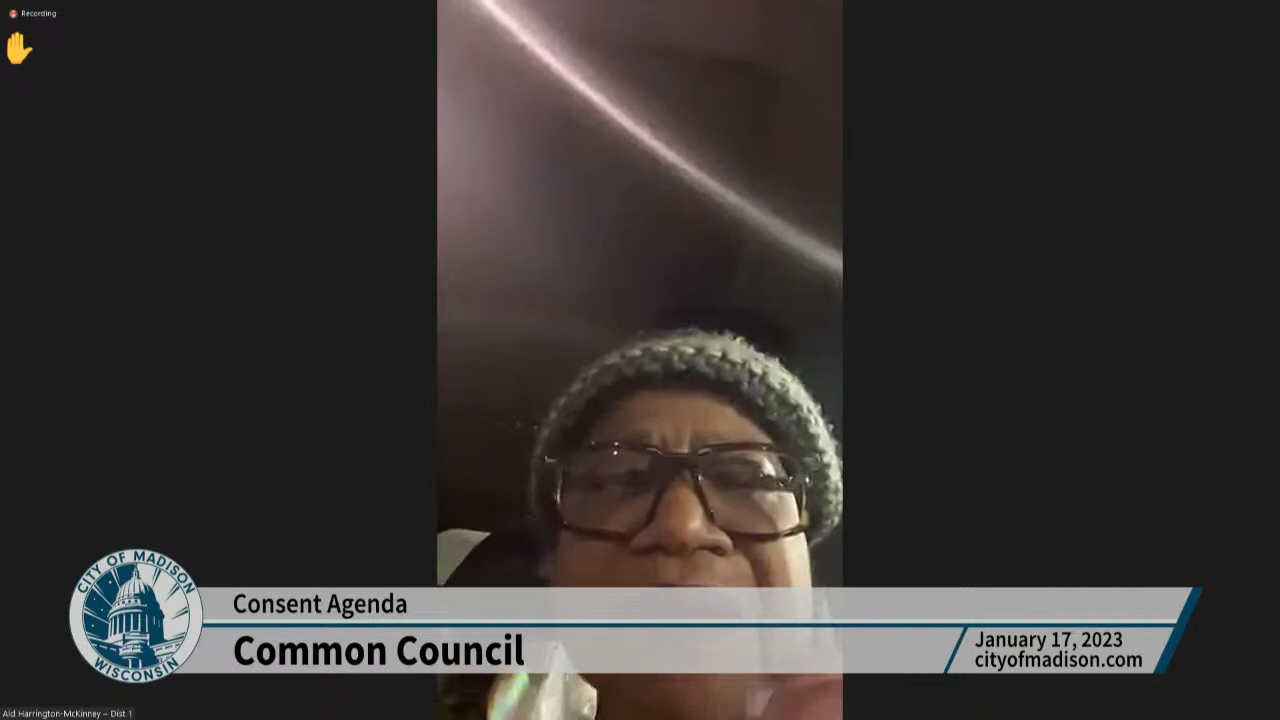 Recording
CITY OF MADISON
WISCONSIN
Consent Agenda
Common Council
January 17, 2023
cityofmadison.com
Ald Harrington-McKinney – Dist 1